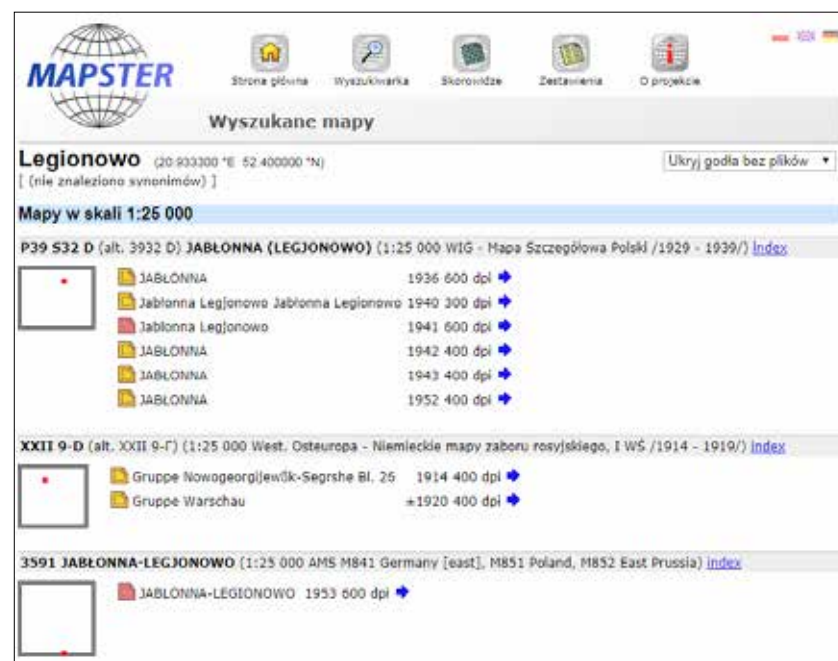 MAPSTER
Strona główna Wyszukiwarka Skorowidze Zestawienia O projekcie
Wyszukane mapy
Legionowo (20.933300 °E 52.400000 °N)
Ukryj godła bez plików
[ (nie znaleziono synonimów) ]
Mapy w skali 1:25 000
P39 S32 D (alt. 3932 D) JABŁONNA (LEGJONOWO) (1:25 000 WIG - Mapa Szczegółowa Polski /1929 - 1939/) index
JABŁONNA 1936 600 dpi
Jabłonna Legjonowo Jabłonna Legionowo 1940 300 dpi
Jabłonna Legjonowo 1941 600 dpi
JABŁONNA 1942 400 dpi
JABŁONNA 1943 400 dpi
JABŁONNA 1952 400 dpi
XXII 9-D (alt. XXII 9-Г) (1:25 000 West. Osteuropa - Niemieckie mapy zaboru rosyjskiego, I WŚ /1914 - 1919/) index
Gruppe Bl. 26 1914 400 dpi
Gruppe Warschau ±1920 400 dpi
3591 JABŁONNA-LEGJONOWO (1:25 000 AMS M841 Germany [east], M851 Poland, M852 East Prussia) index
JABŁONNA-LEGIONOWO 1953 600 dpi